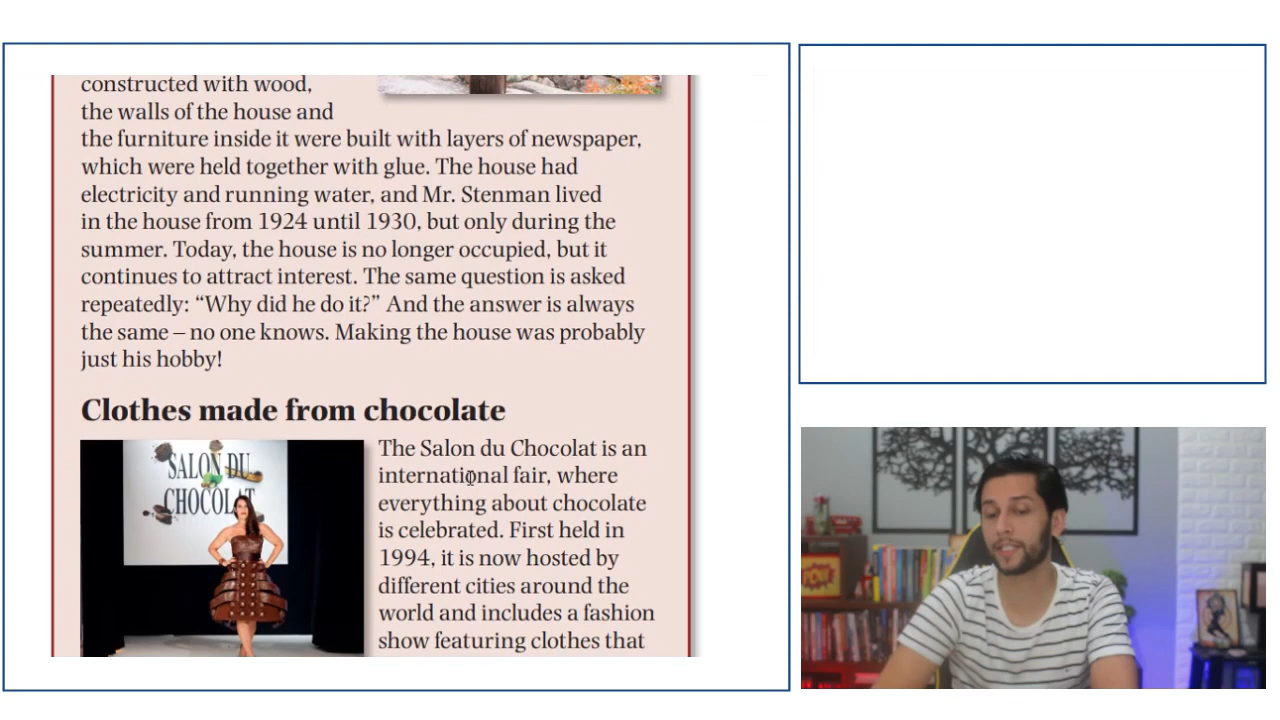 constructed with wood,
the walls of the house and
the furniture inside it were built with layers of newspaper,
which were held together with glue. The house had
electricity and running water, and Mr. Stenman lived
in the house from 1924 until 1930, but only during the
summer. Today, the house is no longer occupied, but it
continues to attract interest. The same question is asked
repeatedly: “Why did he do it?” And the answer is always
the same – no one knows. Making the house was probably
just his hobby!
Clothes made from chocolate
SALON DU
CHOCOLAT
The Salon du Chocolat is an
international fair, where
everything about chocolate
is celebrated. First held in
1994, it is now hosted by
different cities around the
world and includes a fashion
show featuring clothes that
POW